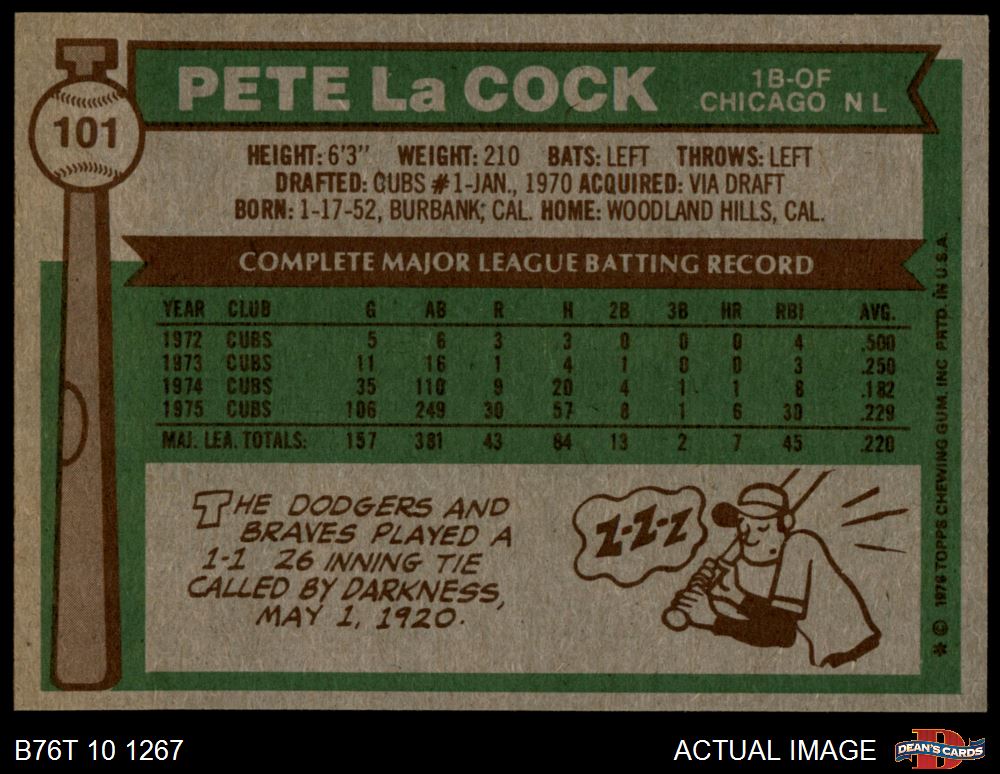 101
PETE La COCK
1B-OF
CHICAGO N L
HEIGHT: 6'3" WEIGHT: 210 BATS: LEFT THROWS: LEFT
DRAFTED: CUBS #1-JAN., 1970 ACQUIRED: VIA DRAFT
BORN: 1-17-52, BURBANK, CAL. HOME: WOODLAND HILLS, CAL.
COMPLETE MAJOR LEAGUE BATTING RECORD
YEAR CLUB G AB R H 2B 3B HR RBI AVG.
1972 CUBS 5 6 3 3 0 0 0 4 .500
1973 CUBS 11 16 1 4 1 0 0 3 .250
1974 CUBS 35 110 9 20 4 1 1 8 .182
1975 CUBS 106 249 30 57 8 1 6 30 .229
MAJ. LEA. TOTALS: 157 381 43 84 13 2 7 45 .220
THE DODGERS AND
BRAVES PLAYED A
1-1 26 INNING TIE
CALLED BY DARKNESS,
MAY 1, 1920.
Z-Z-Z
* © 1976 TOPPS CHEWING GUM, INC PRTD. IN U.S.A.
B76T 10 1267
ACTUAL IMAGE
D
DEAN'S CARDS